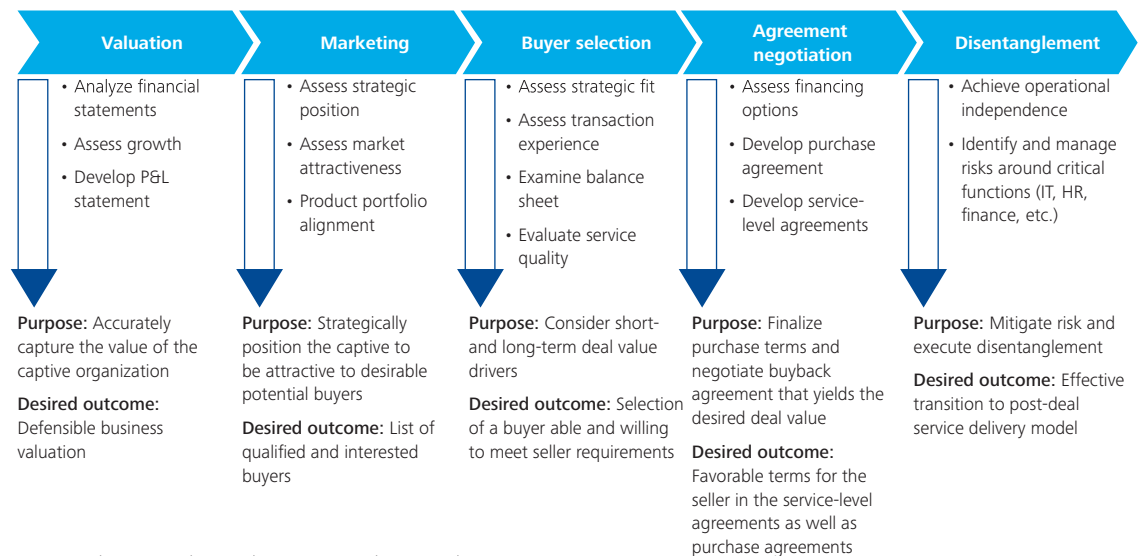 Valuation
Marketing
Buyer selection
Agreement
negotiation
Disentanglement
• Analyze financial
statements
• Assess growth
• Develop P&L
statement
• Assess strategic
position
• Assess market
attractiveness
• Product portfolio
alignment
• Assess strategic fit
• Assess transaction
experience
• Examine balance
sheet
• Evaluate service
quality
• Assess financing
options
• Develop purchase
agreement
• Develop service-
level agreements
• Achieve operational
independence
• Identify and manage
risks around critical
functions (IT, HR,
finance, etc.)
Purpose: Accurately
capture the value of the
captive organization
Desired outcome:
Defensible business
valuation
Purpose: Strategically
position the captive to
be attractive to desirable
potential buyers
Desired outcome: List of
qualified and interested
buyers
Purpose: Consider short-
and long-term deal value
drivers
Desired outcome: Selection
of a buyer able and willing
to meet seller requirements
Purpose: Finalize
purchase terms and
negotiate buyback
agreement that yields the
desired deal value
Desired outcome:
Favorable terms for the
seller in the service-level
agreements as well as
purchase agreements
Purpose: Mitigate risk and
execute disentanglement
Desired outcome: Effective
transition to post-deal
service delivery model